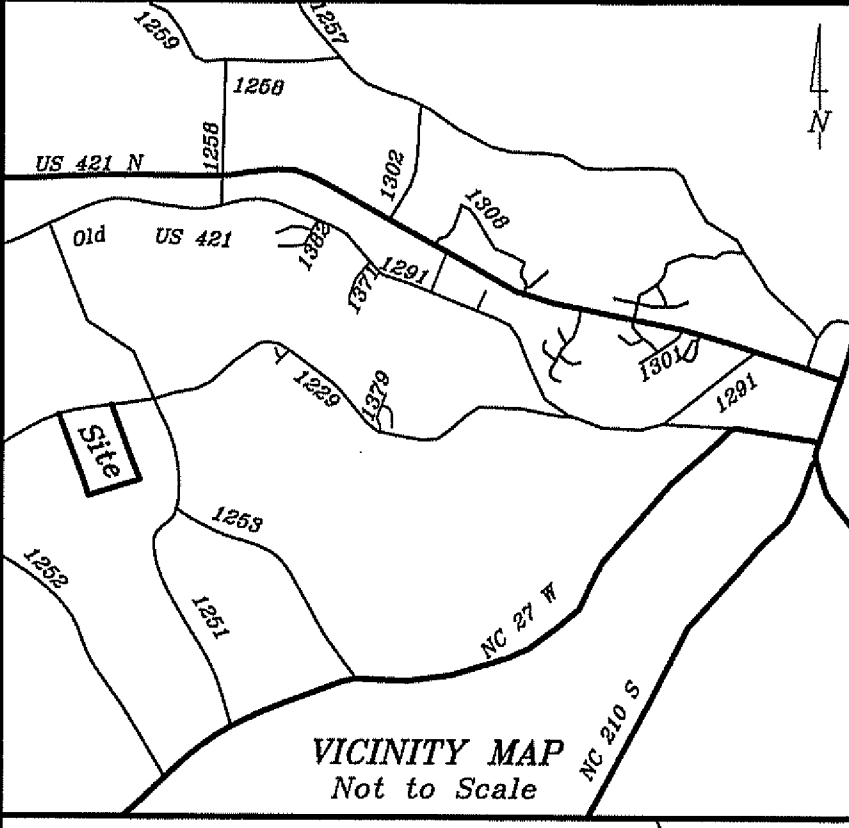 1259
1257
1258
N
1258
US 421 N
1302
1308
Old US 421
1382
1291
1371
1301
1291
1229
1379
Site
1253
1252
1251
NC 27 W
NC 210 S
VICINITY MAP
Not to Scale